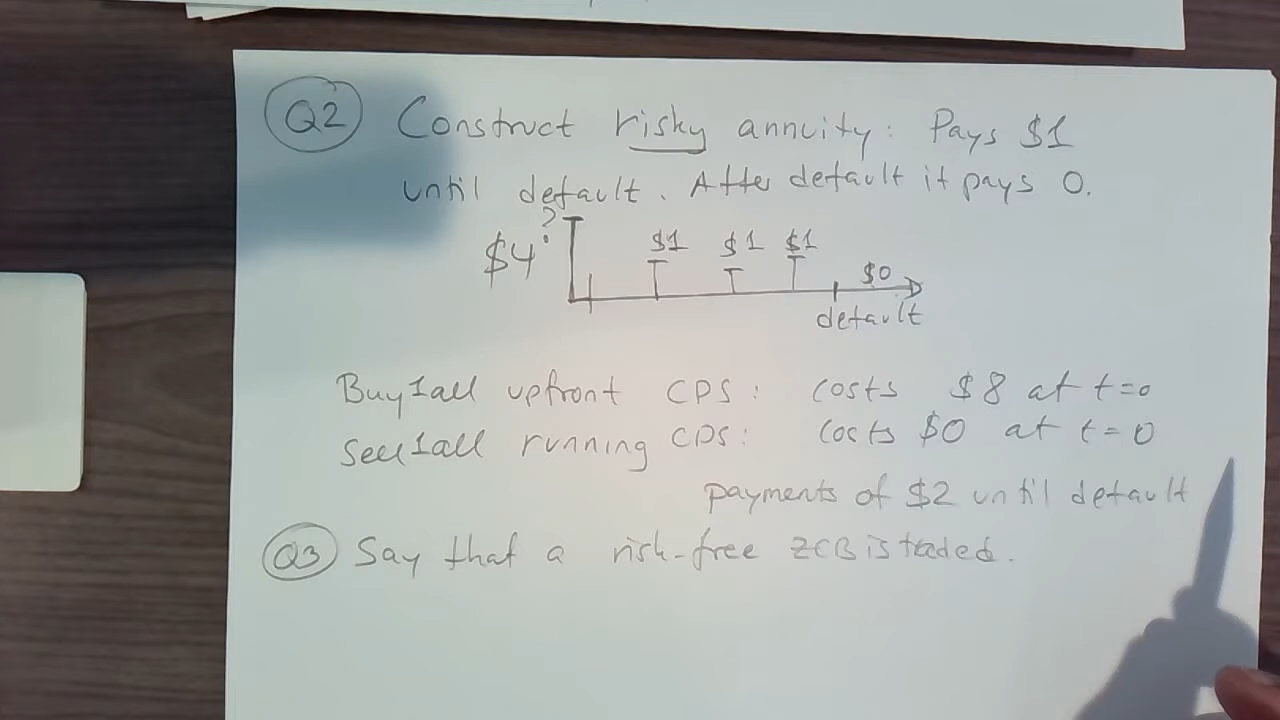 Q2 Construct risky annuity: Pays $1
until default. After default it pays 0.
$4? $1 $1 $1 $0
default
Buy 1 all upfront CDS: costs $8 at t=0
Sell 1 all running CDS: costs $0 at t=0
payments of $2 until default
Q3 Say that a risk-free ZCB is traded.